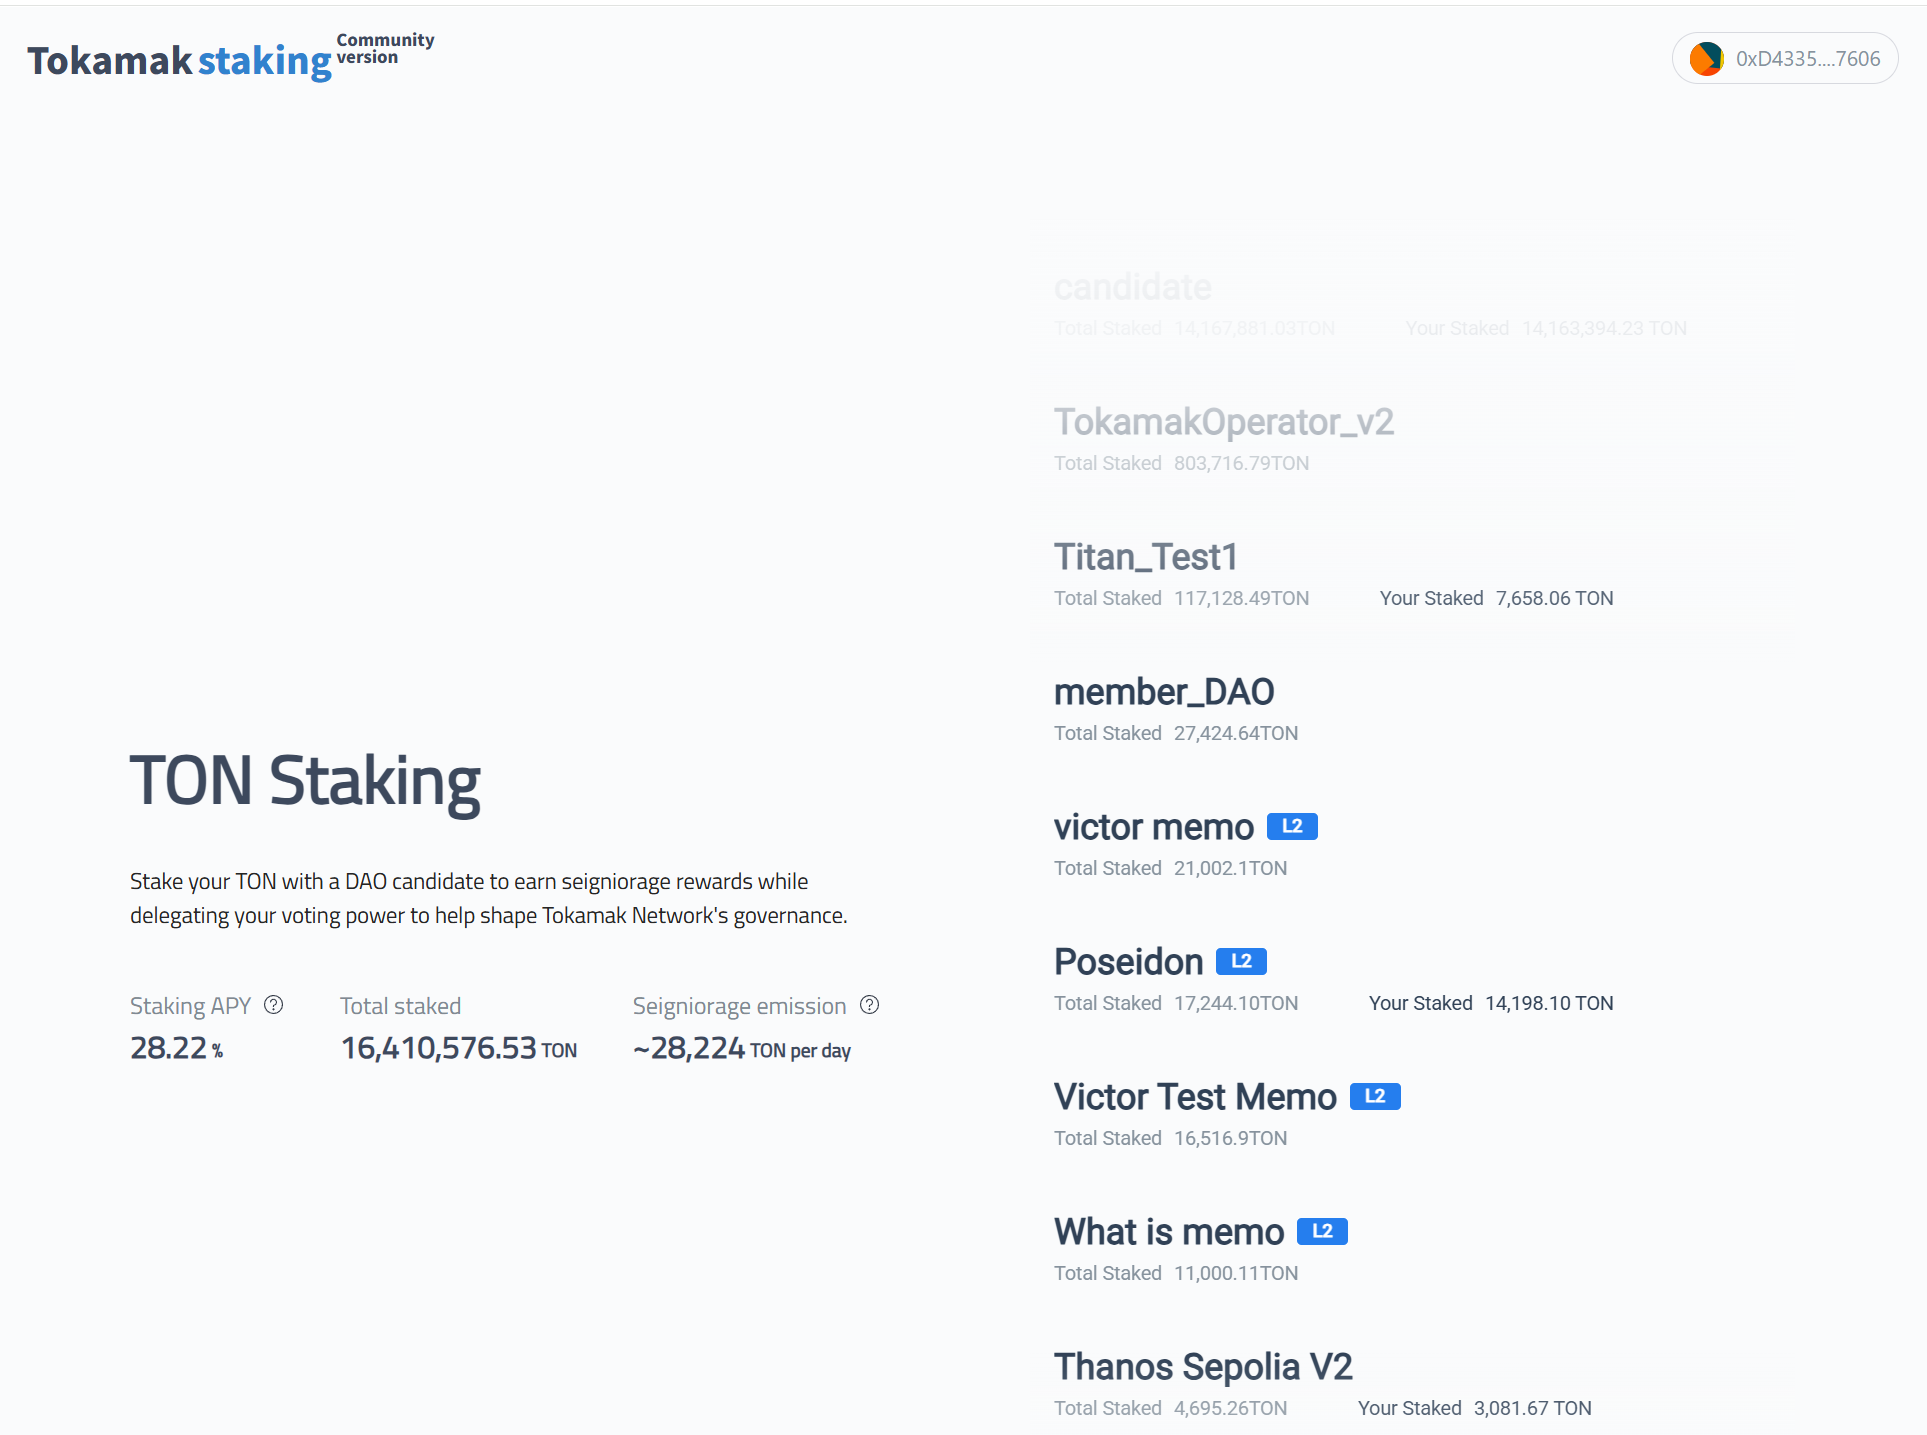 Tokamak staking Community version
0xD4335....7606
candidate
Total Staked 14,167,881.03TON Your Staked 14,163,394.23 TON
TokamakOperator_v2
Total Staked 803,716.79TON
Titan_Test1
Total Staked 117,128.49TON Your Staked 7,658.06 TON
member_DAO
Total Staked 27,424.64TON
victor memo L2
Total Staked 21,002.1TON
Poseidon L2
Total Staked 17,244.10TON Your Staked 14,198.10 TON
Victor Test Memo L2
Total Staked 16,516.9TON
What is memo L2
Total Staked 11,000.11TON
Thanos Sepolia V2
Total Staked 4,695.26TON Your Staked 3,081.67 TON
TON Staking
Stake your TON with a DAO candidate to earn seigniorage rewards while
delegating your voting power to help shape Tokamak Network's governance.
Staking APY ? Total staked Seigniorage emission ?
28.22 % 16,410,576.53 TON ~28,224 TON per day